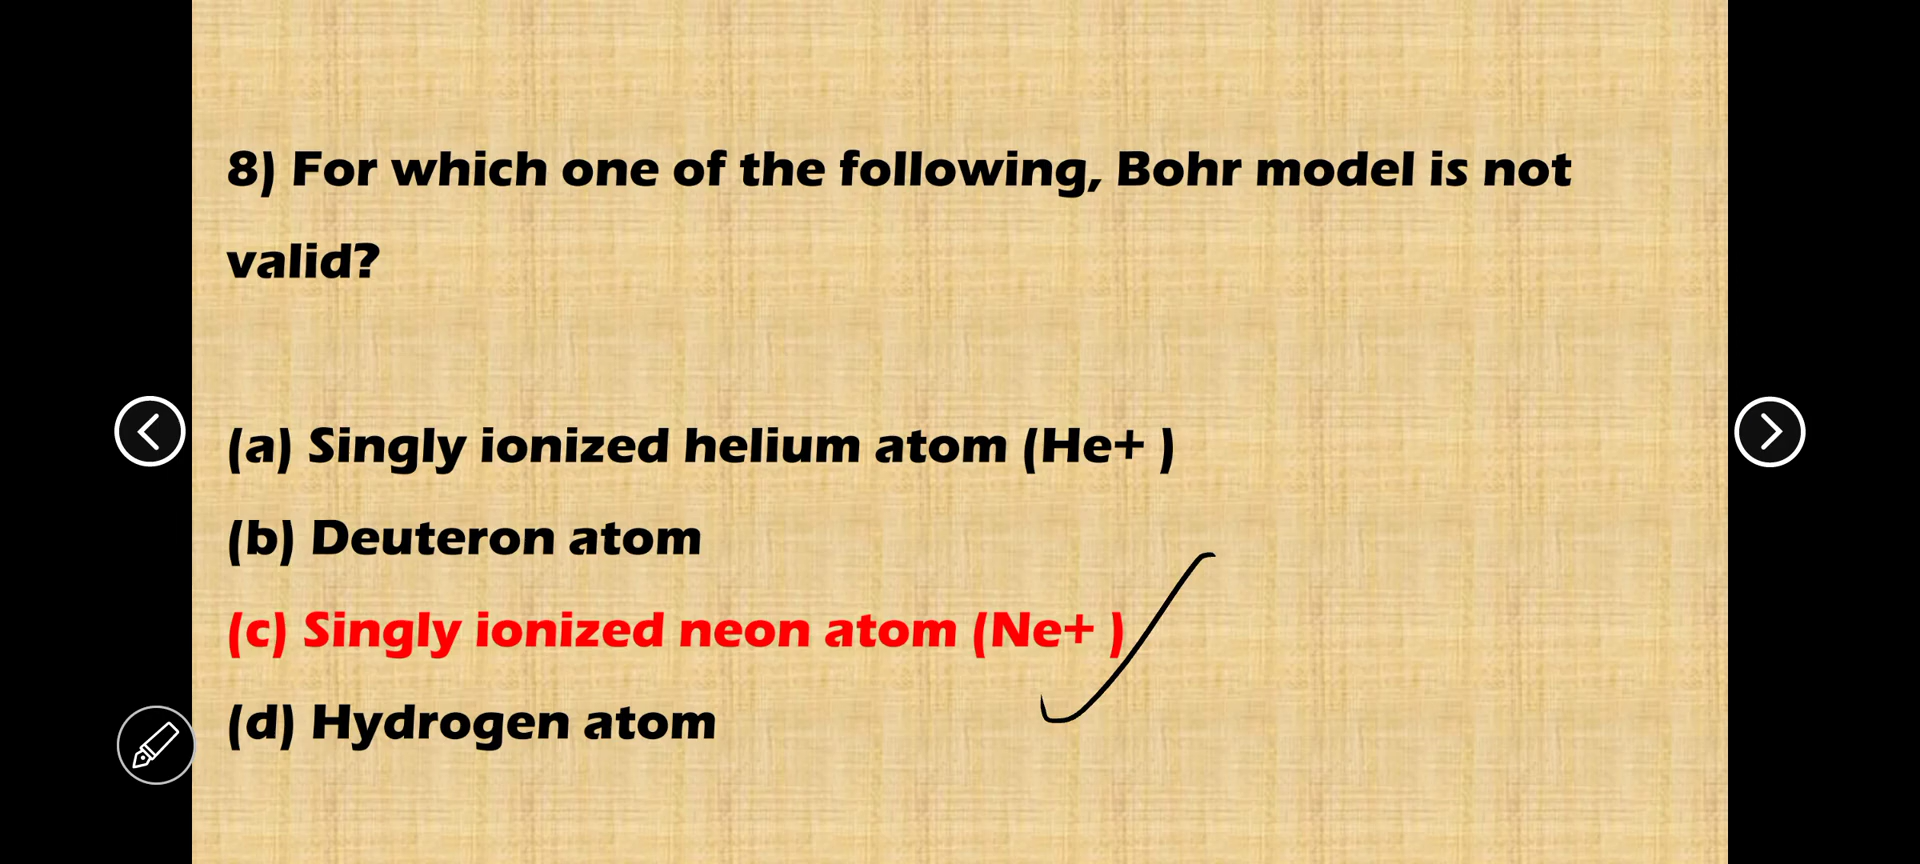 8) For which one of the following, Bohr model is not
valid?
(a) Singly ionized helium atom (He+ )
(b) Deuteron atom
(c) Singly ionized neon atom (Ne+ )
(d) Hydrogen atom